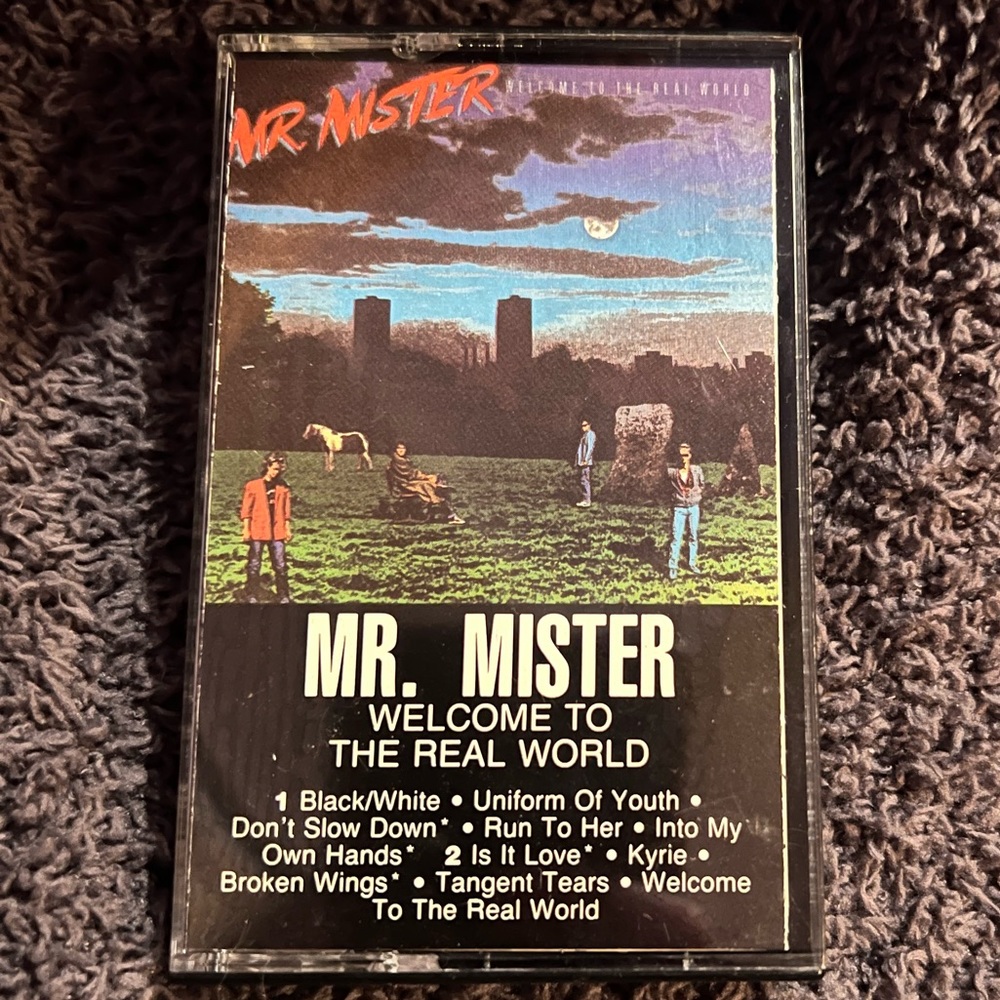 MR. MISTER WELCOME TO THE REAL WORLD
MR. MISTER
WELCOME TO
THE REAL WORLD
1 Black/White • Uniform Of Youth •
Don't Slow Down* • Run To Her • Into My
Own Hands* 2 Is It Love* • Kyrie •
Broken Wings* • Tangent Tears • Welcome
To The Real World